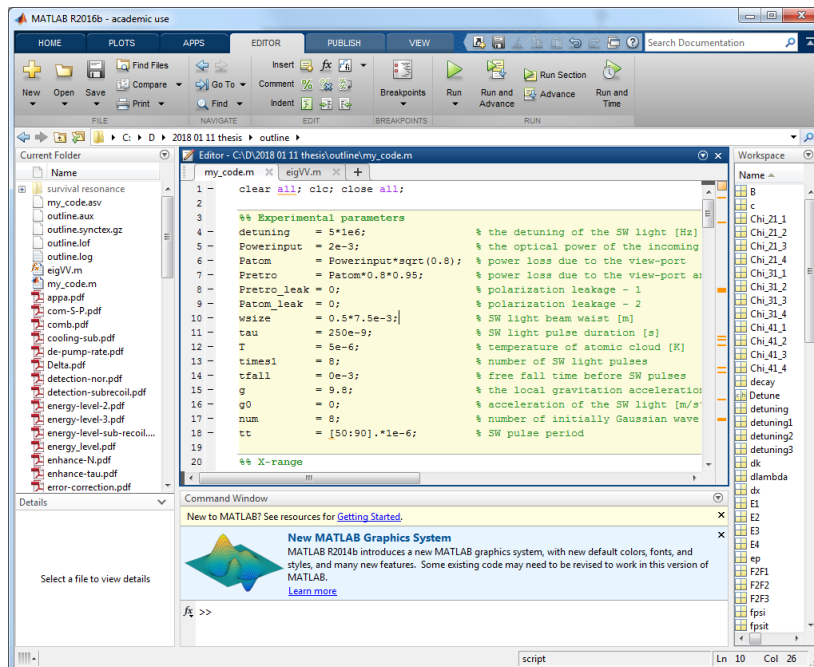 MATLAB R2016b - academic use
HOME PLOTS APPS EDITOR PUBLISH VIEW Search Documentation
New Open Save Find Files Compare Print
FILE
Go To Find
NAVIGATE
Insert fx
Comment
Indent
EDIT
Breakpoints
BREAKPOINTS
Run Run and Advance Run Section Advance Run and Time
RUN
C: D 2018 01 11 thesis outline
Current Folder
Name
survival resonance
my_code.asv
outline.aux
outline.synctex.gz
outline.lof
outline.log
eigVV.m
my_code.m
appa.pdf
com-S-P.pdf
comb.pdf
cooling-sub.pdf
de-pump-rate.pdf
Delta.pdf
detection-nor.pdf
detection-subrecoil.pdf
energy-level-2.pdf
energy-level-3.pdf
energy-level-sub-recoil....
energy_level.pdf
enhance-N.pdf
enhance-tau.pdf
error-correction.pdf
Details
Select a file to view details
Editor - C:\D\2018 01 11 thesis\outline\my_code.m
my_code.m eigVV.m
1 - clear all; clc; close all;
2
3 %% Experimental parameters
4 - detuning = 5*1e6; % the detuning of the SW light [Hz]
5 - Powerinput = 2e-3; % the optical power of the incoming
6 - Patom = Powerinput*sqrt(0.8); % power loss due to the view-port
7 - Pretro = Patom*0.8*0.95; % power loss due to the view-port an
8 - Pretro_leak = 0; % polarization leakage - 1
9 - Patom_leak = 0; % polarization leakage - 2
10 - wsize = 0.5*7.5e-3; % SW light beam waist [m]
11 - tau = 250e-9; % SW light pulse duration [s]
12 - T = 5e-6; % temperature of atomic cloud [K]
13 - times1 = 8; % number of SW light pulses
14 - tfall = 0e-3; % free fall time before SW pulses
15 - g = 9.8; % the local gravitation acceleration
16 - g0 = 0; % acceleration of the SW light [m/s
17 - num = 8; % number of initially Gaussian wave
18 - tt = [50:90].*1e-6; % SW pulse period
19
20 %% X-range
Command Window
New to MATLAB? See resources for Getting Started.
New MATLAB Graphics System
MATLAB R2014b introduces a new MATLAB graphics system, with new default colors, fonts, and
styles, and many new features. Some existing code may need to be revised to work in this version of
MATLAB.
Learn more
fx >>
Workspace
Name
B
c
Chi_21_1
Chi_21_2
Chi_21_3
Chi_21_4
Chi_31_1
Chi_31_2
Chi_31_3
Chi_31_4
Chi_41_1
Chi_41_2
Chi_41_3
Chi_41_4
decay
Detune
detuning
detuning1
detuning2
detuning3
dk
dlambda
dx
E1
E2
E3
E4
ep
F2F1
F2F2
F2F3
fpsi
fpsit
script Ln 10 Col 26